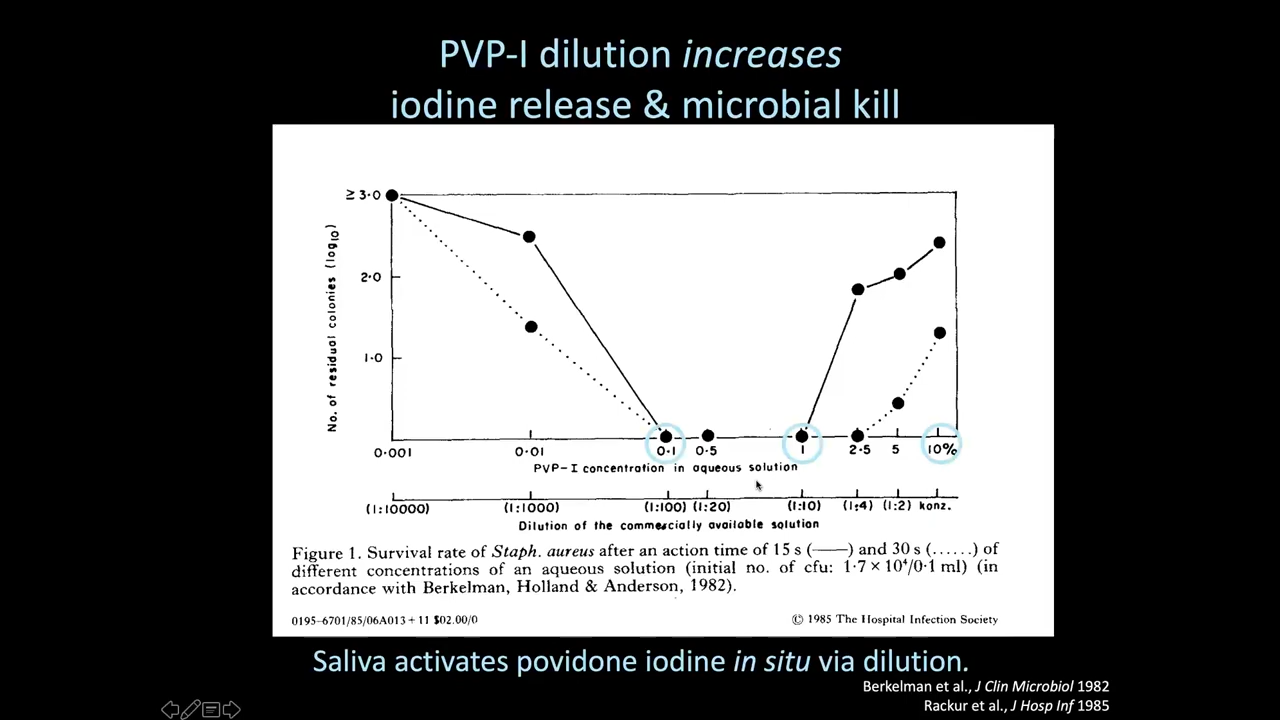 PVP-I dilution increases
iodine release & microbial kill
No. of residual colonies (log10)
≥ 3·0
2·0
1·0
0·001 0·01 0·1 0·5 1 2·5 5 10%
PVP-I concentration in aqueous solution
(1:10000) (1:1000) (1:100) (1:20) (1:10) (1:4) (1:2) konz.
Dilution of the commercially available solution
Figure 1. Survival rate of Staph. aureus after an action time of 15 s (——) and 30 s (......) of
different concentrations of an aqueous solution (initial no. of cfu: 1·7 × 10⁴/0·1 ml) (in
accordance with Berkelman, Holland & Anderson, 1982).
0195-6701/85/06A013 + 11 $02.00/0 © 1985 The Hospital Infection Society
Saliva activates povidone iodine in situ via dilution.
Berkelman et al., J Clin Microbiol 1982
Rackur et al., J Hosp Inf 1985